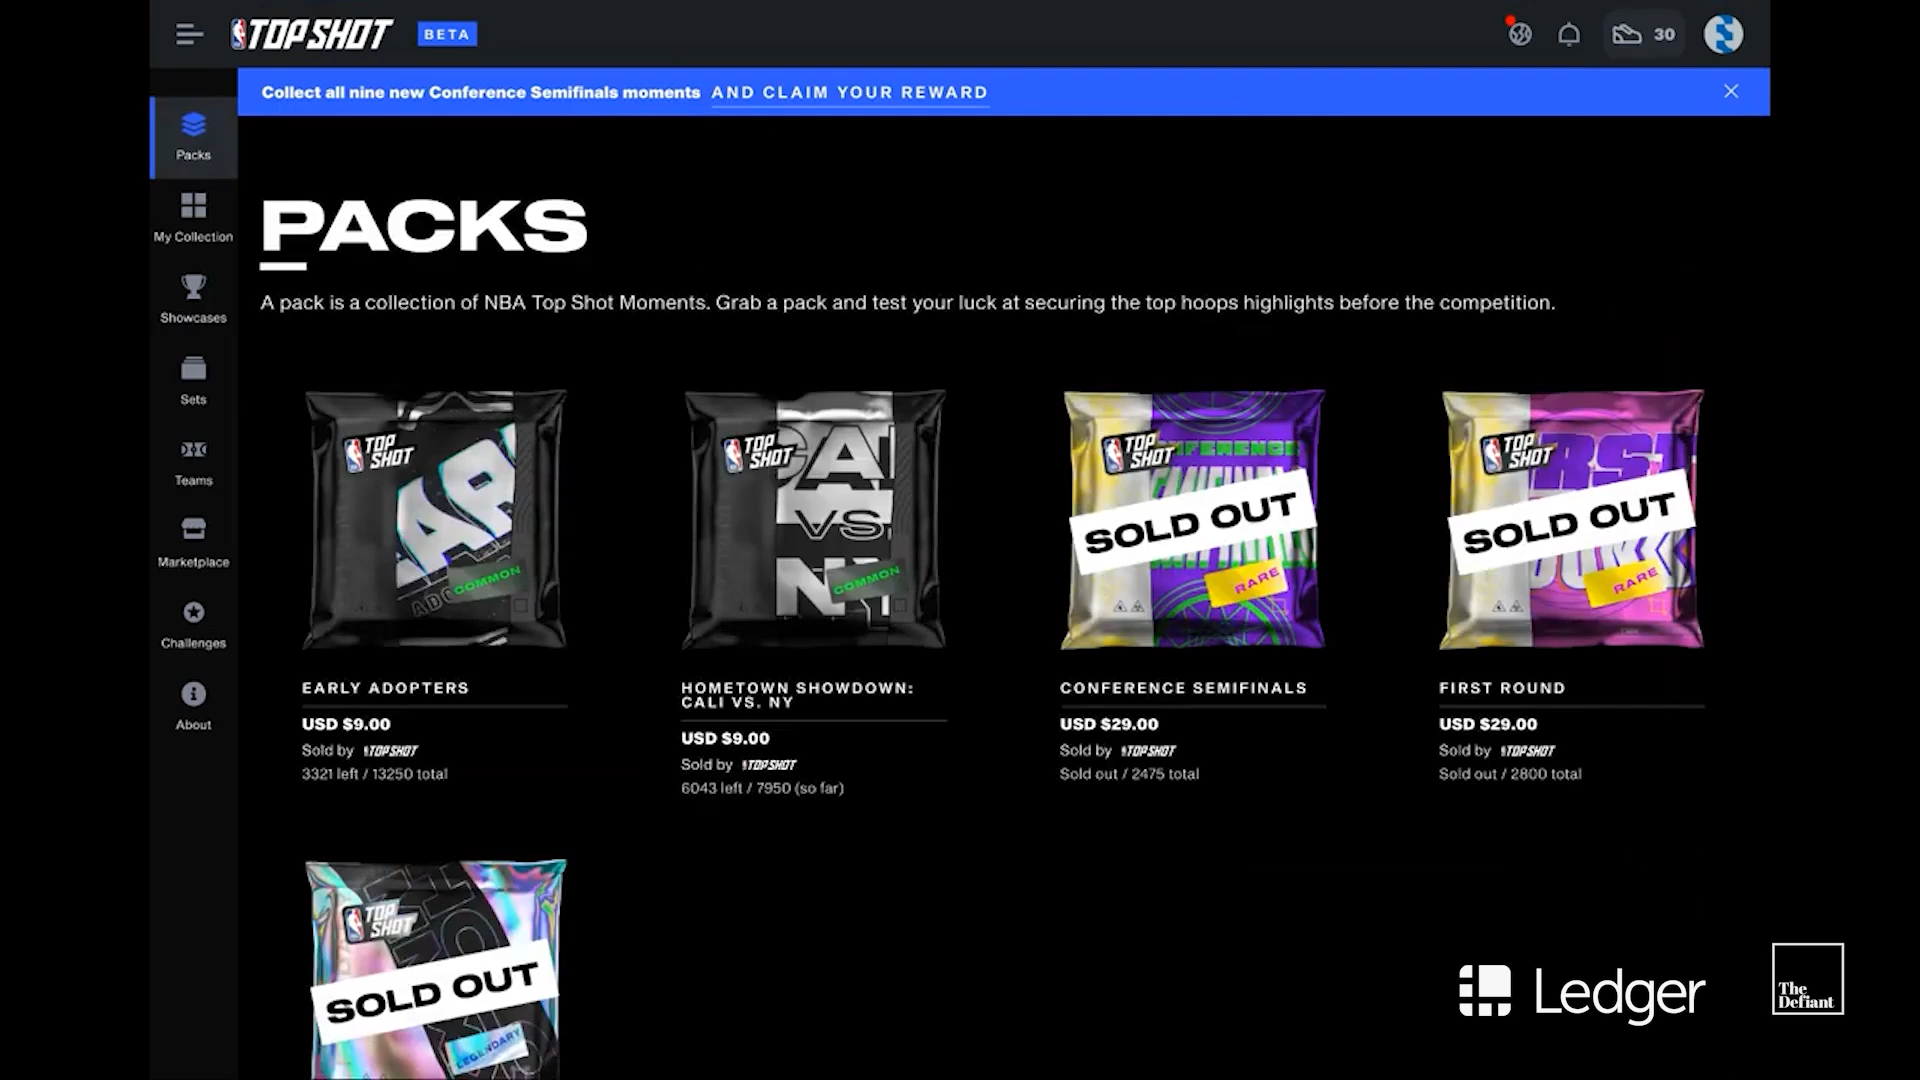 TOP SHOT BETA
30
Collect all nine new Conference Semifinals moments AND CLAIM YOUR REWARD
Packs
My Collection
Showcases
Sets
Teams
Marketplace
Challenges
About
PACKS
A pack is a collection of NBA Top Shot Moments. Grab a pack and test your luck at securing the top hoops highlights before the competition.
TOP SHOT
COMMON
TOP SHOT
VS.
COMMON
TOP SHOT
SOLD OUT
RARE
TOP SHOT
SOLD OUT
RARE
EARLY ADOPTERS
USD $9.00
Sold by TOP SHOT
3321 left / 13250 total
HOMETOWN SHOWDOWN:
CALI VS. NY
USD $9.00
Sold by TOP SHOT
6043 left / 7950 (so far)
CONFERENCE SEMIFINALS
USD $29.00
Sold by TOP SHOT
Sold out / 2475 total
FIRST ROUND
USD $29.00
Sold by TOP SHOT
Sold out / 2800 total
TOP SHOT
SOLD OUT
LEGENDARY
Ledger
The
Defiant